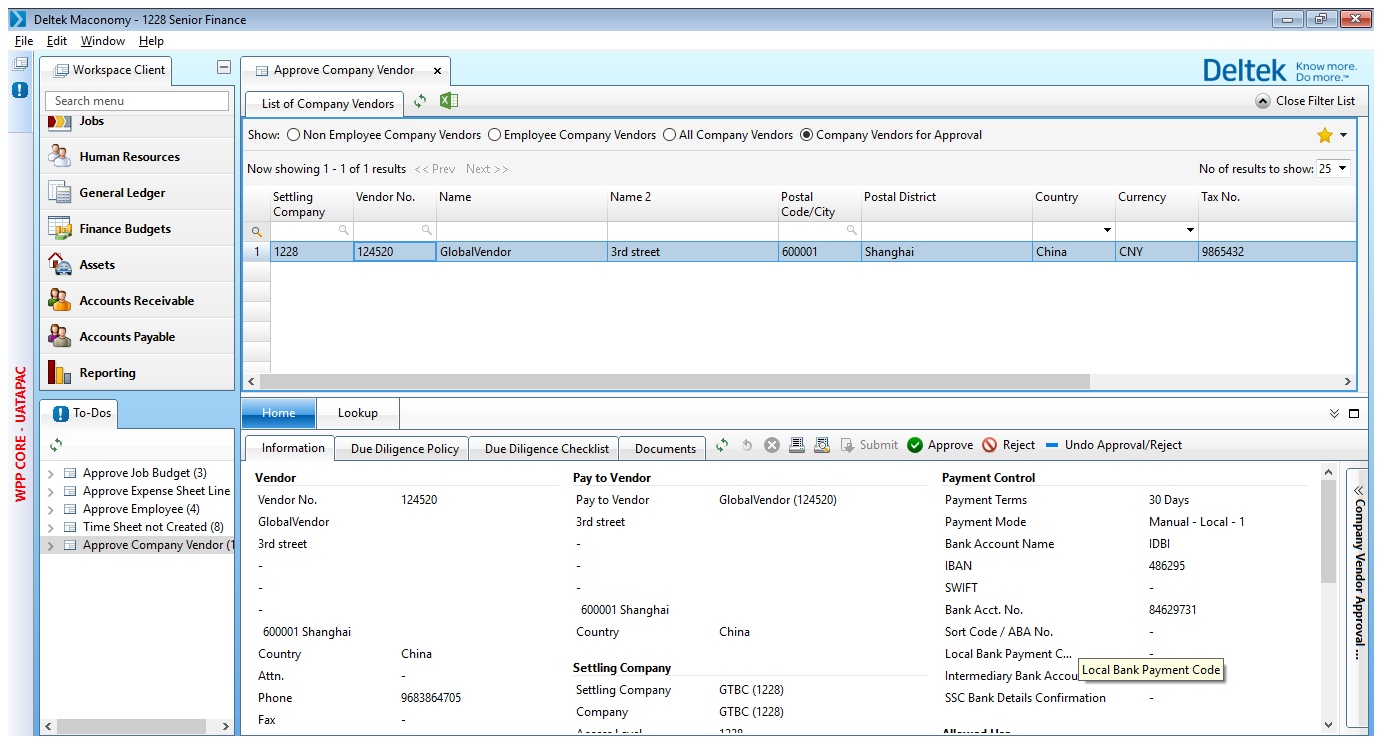 Deltek Maconomy - 1228 Senior Finance
File Edit Window Help
Workspace Client
Search menu
Jobs
Human Resources
General Ledger
Finance Budgets
Assets
Accounts Receivable
Accounts Payable
Reporting
WPP CORE - UATAPAC
To-Dos
Approve Job Budget (3)
Approve Expense Sheet Line
Approve Employee (4)
Time Sheet not Created (8)
Approve Company Vendor (1
Approve Company Vendor x
Deltek Know more.
Do more.™
List of Company Vendors
Close Filter List
Show: Non Employee Company Vendors Employee Company Vendors All Company Vendors Company Vendors for Approval
Now showing 1 - 1 of 1 results << Prev Next >> No of results to show: 25
Settling Company Vendor No. Name Name 2 Postal Code/City Postal District Country Currency Tax No.
1 1228 124520 GlobalVendor 3rd street 600001 Shanghai China CNY 9865432
Home Lookup
Information Due Diligence Policy Due Diligence Checklist Documents Submit Approve Reject Undo Approval/Reject
Vendor
Vendor No. 124520
GlobalVendor
3rd street
-
-
-
600001 Shanghai
Country China
Attn. -
Phone 9683864705
Fax -
Pay to Vendor
Pay to Vendor GlobalVendor (124520)
3rd street
-
-
-
600001 Shanghai
Country China
Settling Company
Settling Company GTBC (1228)
Company GTBC (1228)
Access Level 1228
Payment Control
Payment Terms 30 Days
Payment Mode Manual - Local - 1
Bank Account Name IDBI
IBAN 486295
SWIFT -
Bank Acct. No. 84629731
Sort Code / ABA No. -
Local Bank Payment C... -
Intermediary Bank Accou
Local Bank Payment Code
SSC Bank Details Confirmation -
Allowed Use
Company Vendor Approval ...